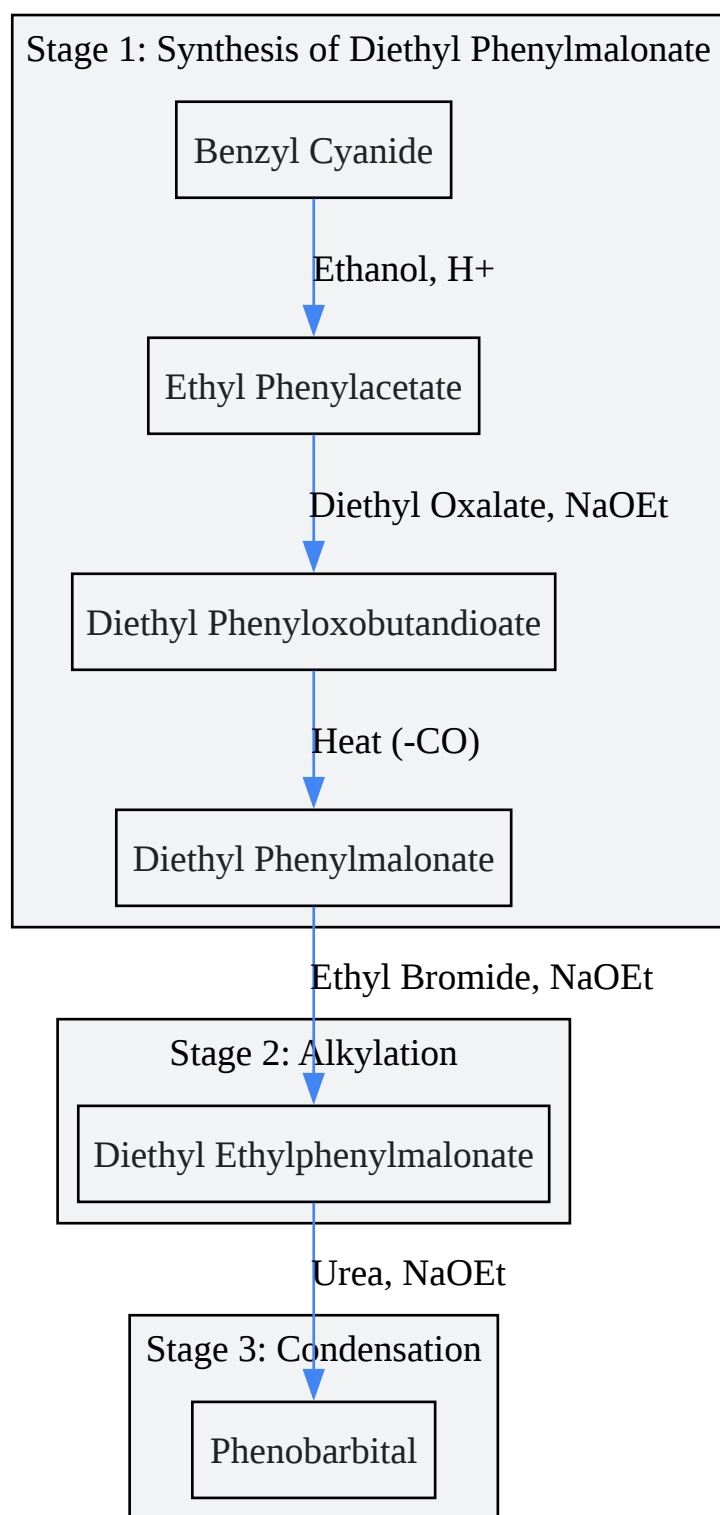 Stage 1: Synthesis of Diethyl Phenylmalonate
Benzyl Cyanide
Ethanol, H+
Ethyl Phenylacetate
Diethyl Oxalate, NaOEt
Diethyl Phenyloxobutandioate
Heat (-CO)
Diethyl Phenylmalonate
Ethyl Bromide, NaOEt
Stage 2: Alkylation
Diethyl Ethylphenylmalonate
Urea, NaOEt
Stage 3: Condensation
Phenobarbital